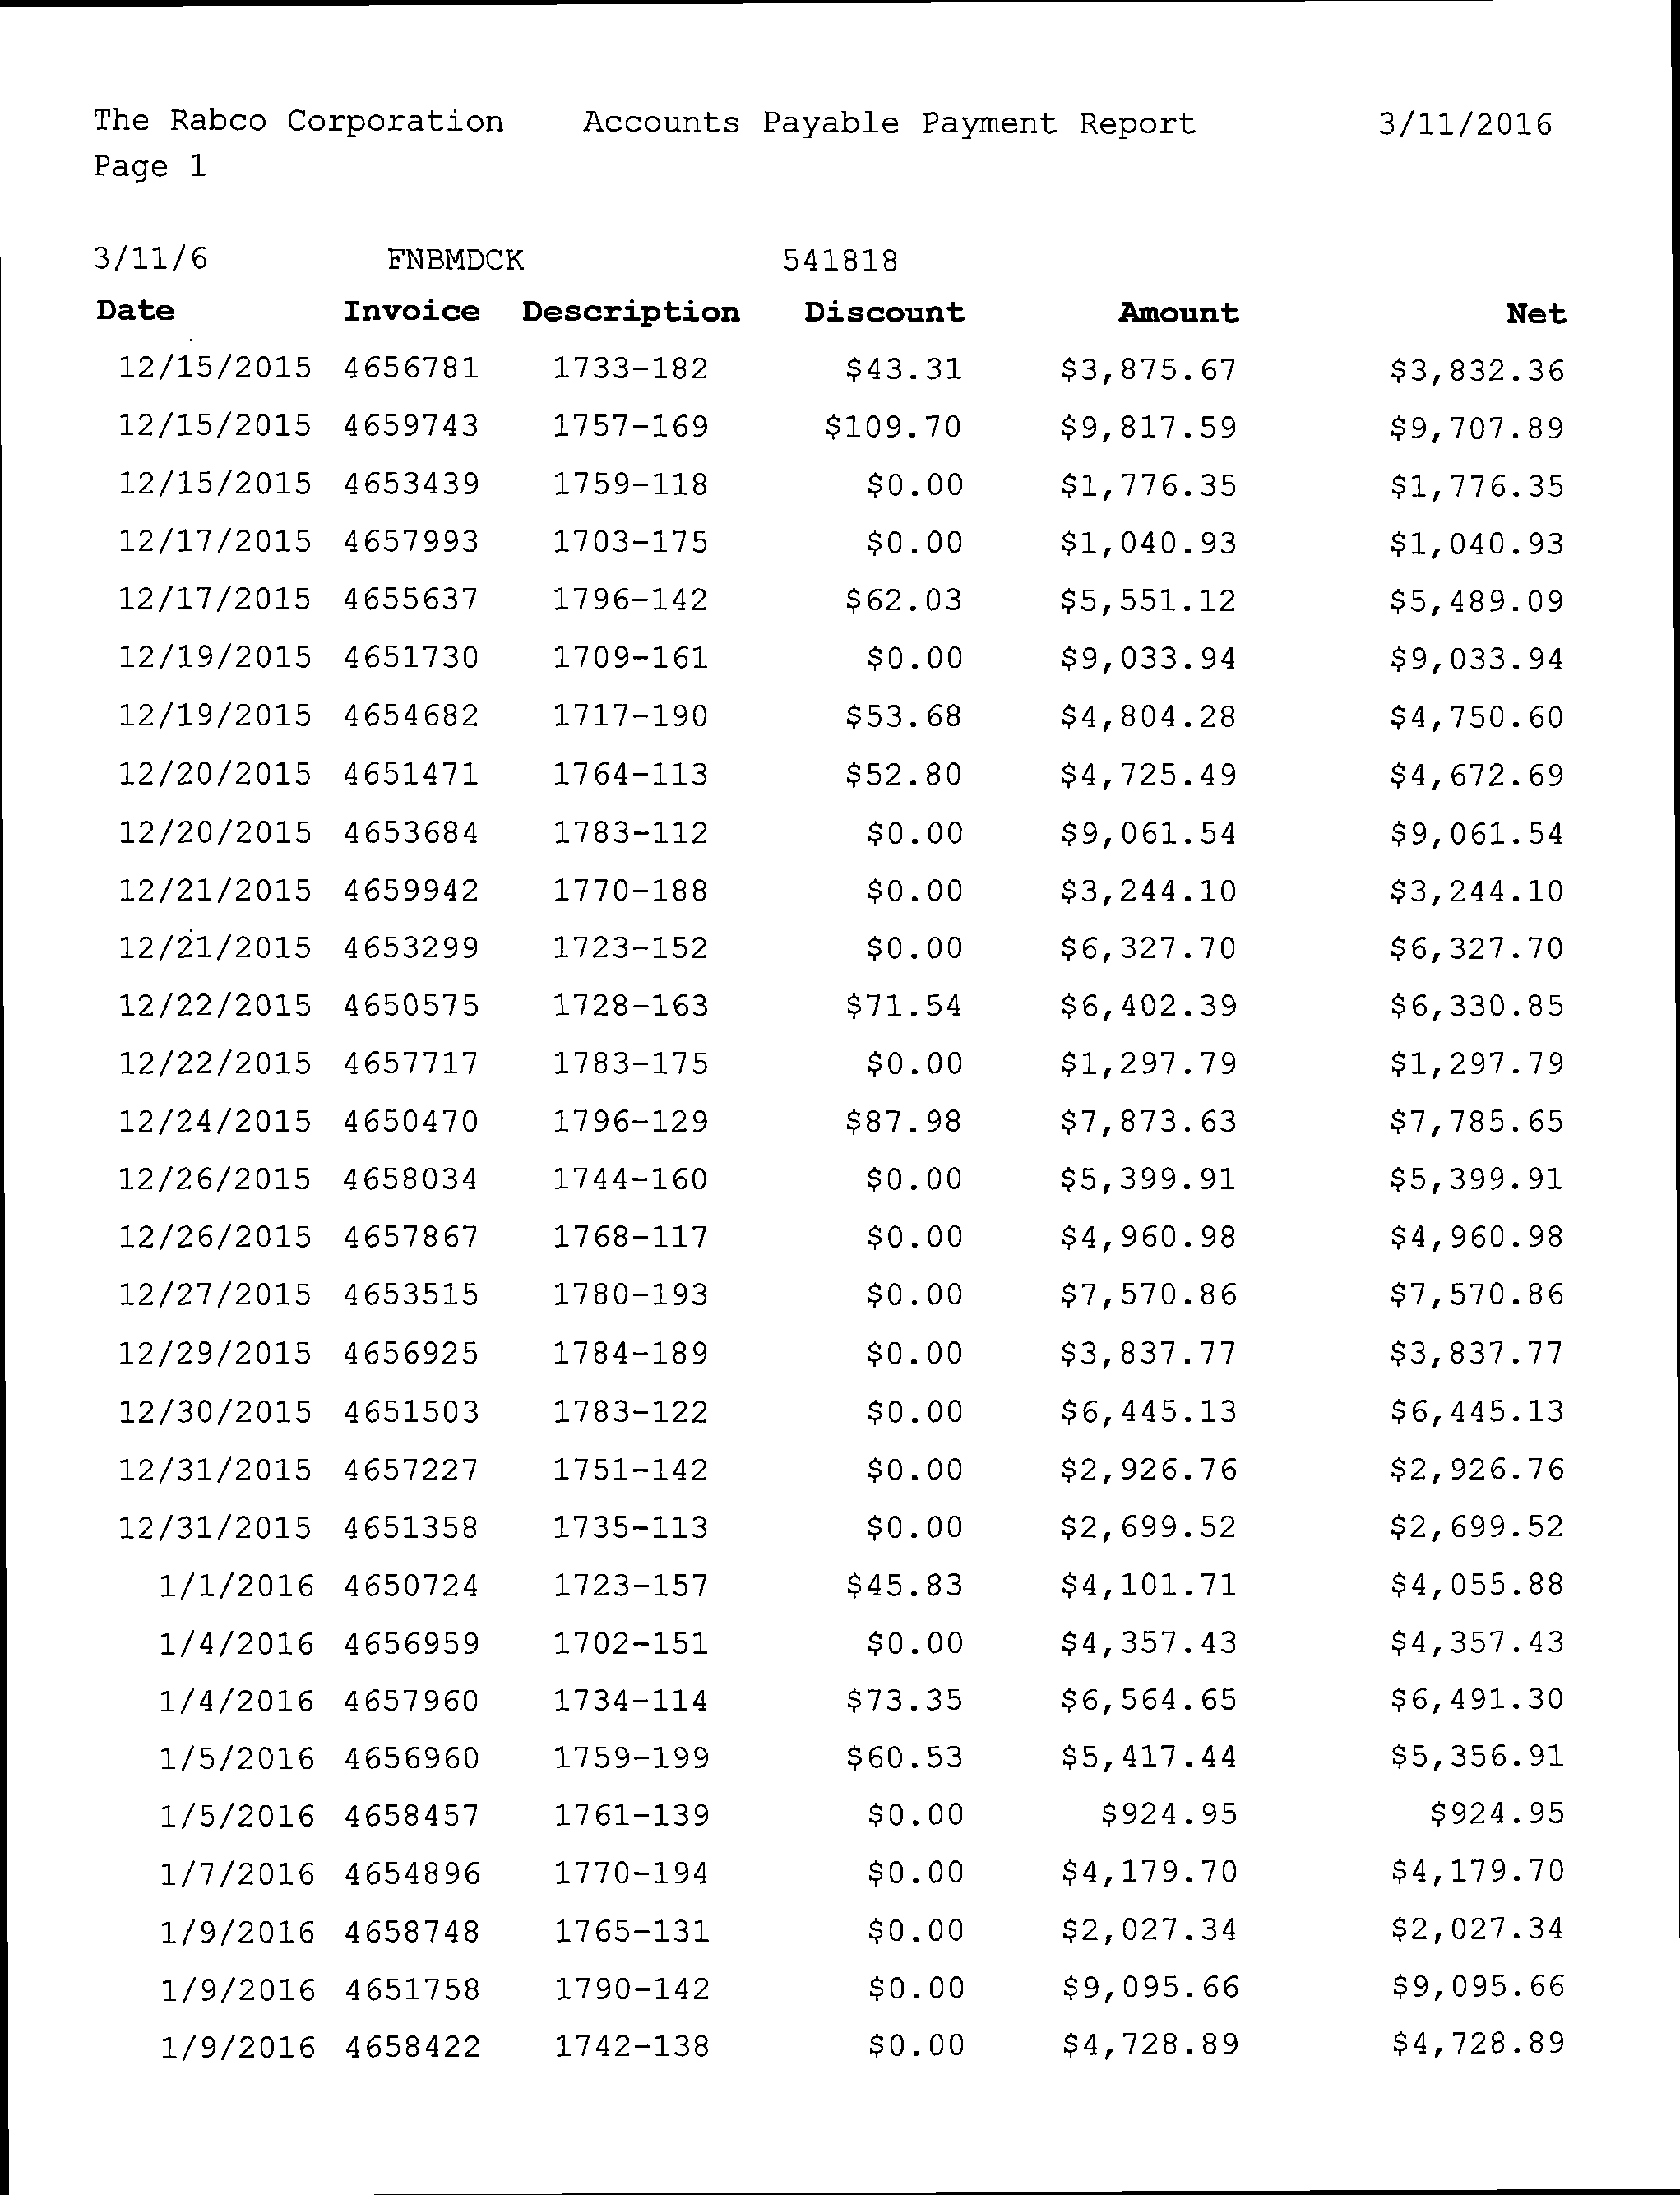 The Rabco Corporation Accounts Payable Payment Report 3/11/2016
Page 1
3/11/6 FNBMDCK 541818
Date Invoice Description Discount Amount Net
12/15/2015 4656781 1733-182 $43.31 $3,875.67 $3,832.36
12/15/2015 4659743 1757-169 $109.70 $9,817.59 $9,707.89
12/15/2015 4653439 1759-118 $0.00 $1,776.35 $1,776.35
12/17/2015 4657993 1703-175 $0.00 $1,040.93 $1,040.93
12/17/2015 4655637 1796-142 $62.03 $5,551.12 $5,489.09
12/19/2015 4651730 1709-161 $0.00 $9,033.94 $9,033.94
12/19/2015 4654682 1717-190 $53.68 $4,804.28 $4,750.60
12/20/2015 4651471 1764-113 $52.80 $4,725.49 $4,672.69
12/20/2015 4653684 1783-112 $0.00 $9,061.54 $9,061.54
12/21/2015 4659942 1770-188 $0.00 $3,244.10 $3,244.10
12/21/2015 4653299 1723-152 $0.00 $6,327.70 $6,327.70
12/22/2015 4650575 1728-163 $71.54 $6,402.39 $6,330.85
12/22/2015 4657717 1783-175 $0.00 $1,297.79 $1,297.79
12/24/2015 4650470 1796-129 $87.98 $7,873.63 $7,785.65
12/26/2015 4658034 1744-160 $0.00 $5,399.91 $5,399.91
12/26/2015 4657867 1768-117 $0.00 $4,960.98 $4,960.98
12/27/2015 4653515 1780-193 $0.00 $7,570.86 $7,570.86
12/29/2015 4656925 1784-189 $0.00 $3,837.77 $3,837.77
12/30/2015 4651503 1783-122 $0.00 $6,445.13 $6,445.13
12/31/2015 4657227 1751-142 $0.00 $2,926.76 $2,926.76
12/31/2015 4651358 1735-113 $0.00 $2,699.52 $2,699.52
1/1/2016 4650724 1723-157 $45.83 $4,101.71 $4,055.88
1/4/2016 4656959 1702-151 $0.00 $4,357.43 $4,357.43
1/4/2016 4657960 1734-114 $73.35 $6,564.65 $6,491.30
1/5/2016 4656960 1759-199 $60.53 $5,417.44 $5,356.91
1/5/2016 4658457 1761-139 $0.00 $924.95 $924.95
1/7/2016 4654896 1770-194 $0.00 $4,179.70 $4,179.70
1/9/2016 4658748 1765-131 $0.00 $2,027.34 $2,027.34
1/9/2016 4651758 1790-142 $0.00 $9,095.66 $9,095.66
1/9/2016 4658422 1742-138 $0.00 $4,728.89 $4,728.89